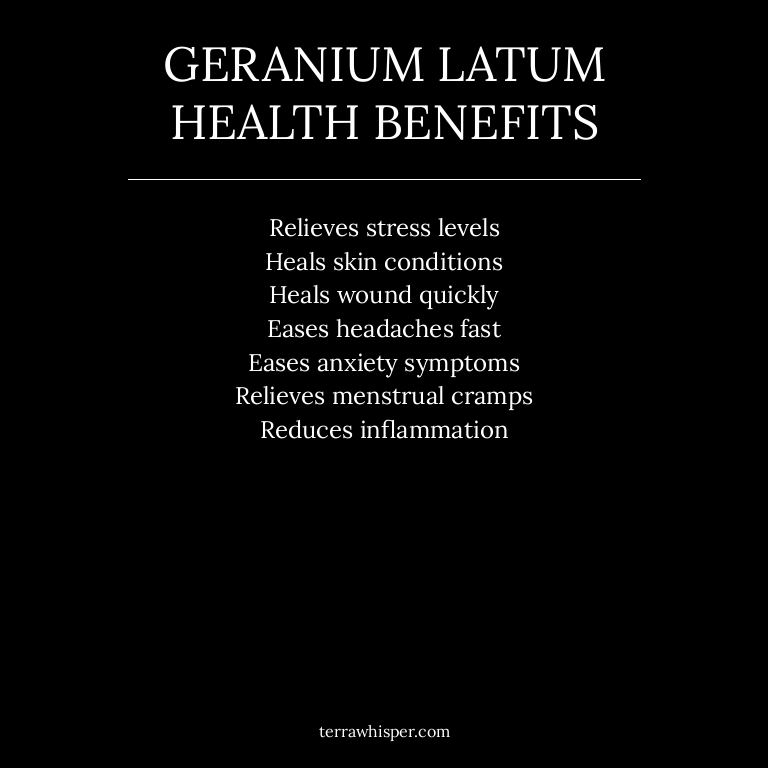 GERANIUM LATUM
HEALTH BENEFITS
Relieves stress levels
Heals skin conditions
Heals wound quickly
Eases headaches fast
Eases anxiety symptoms
Relieves menstrual cramps
Reduces inflammation
terrawhisper.com